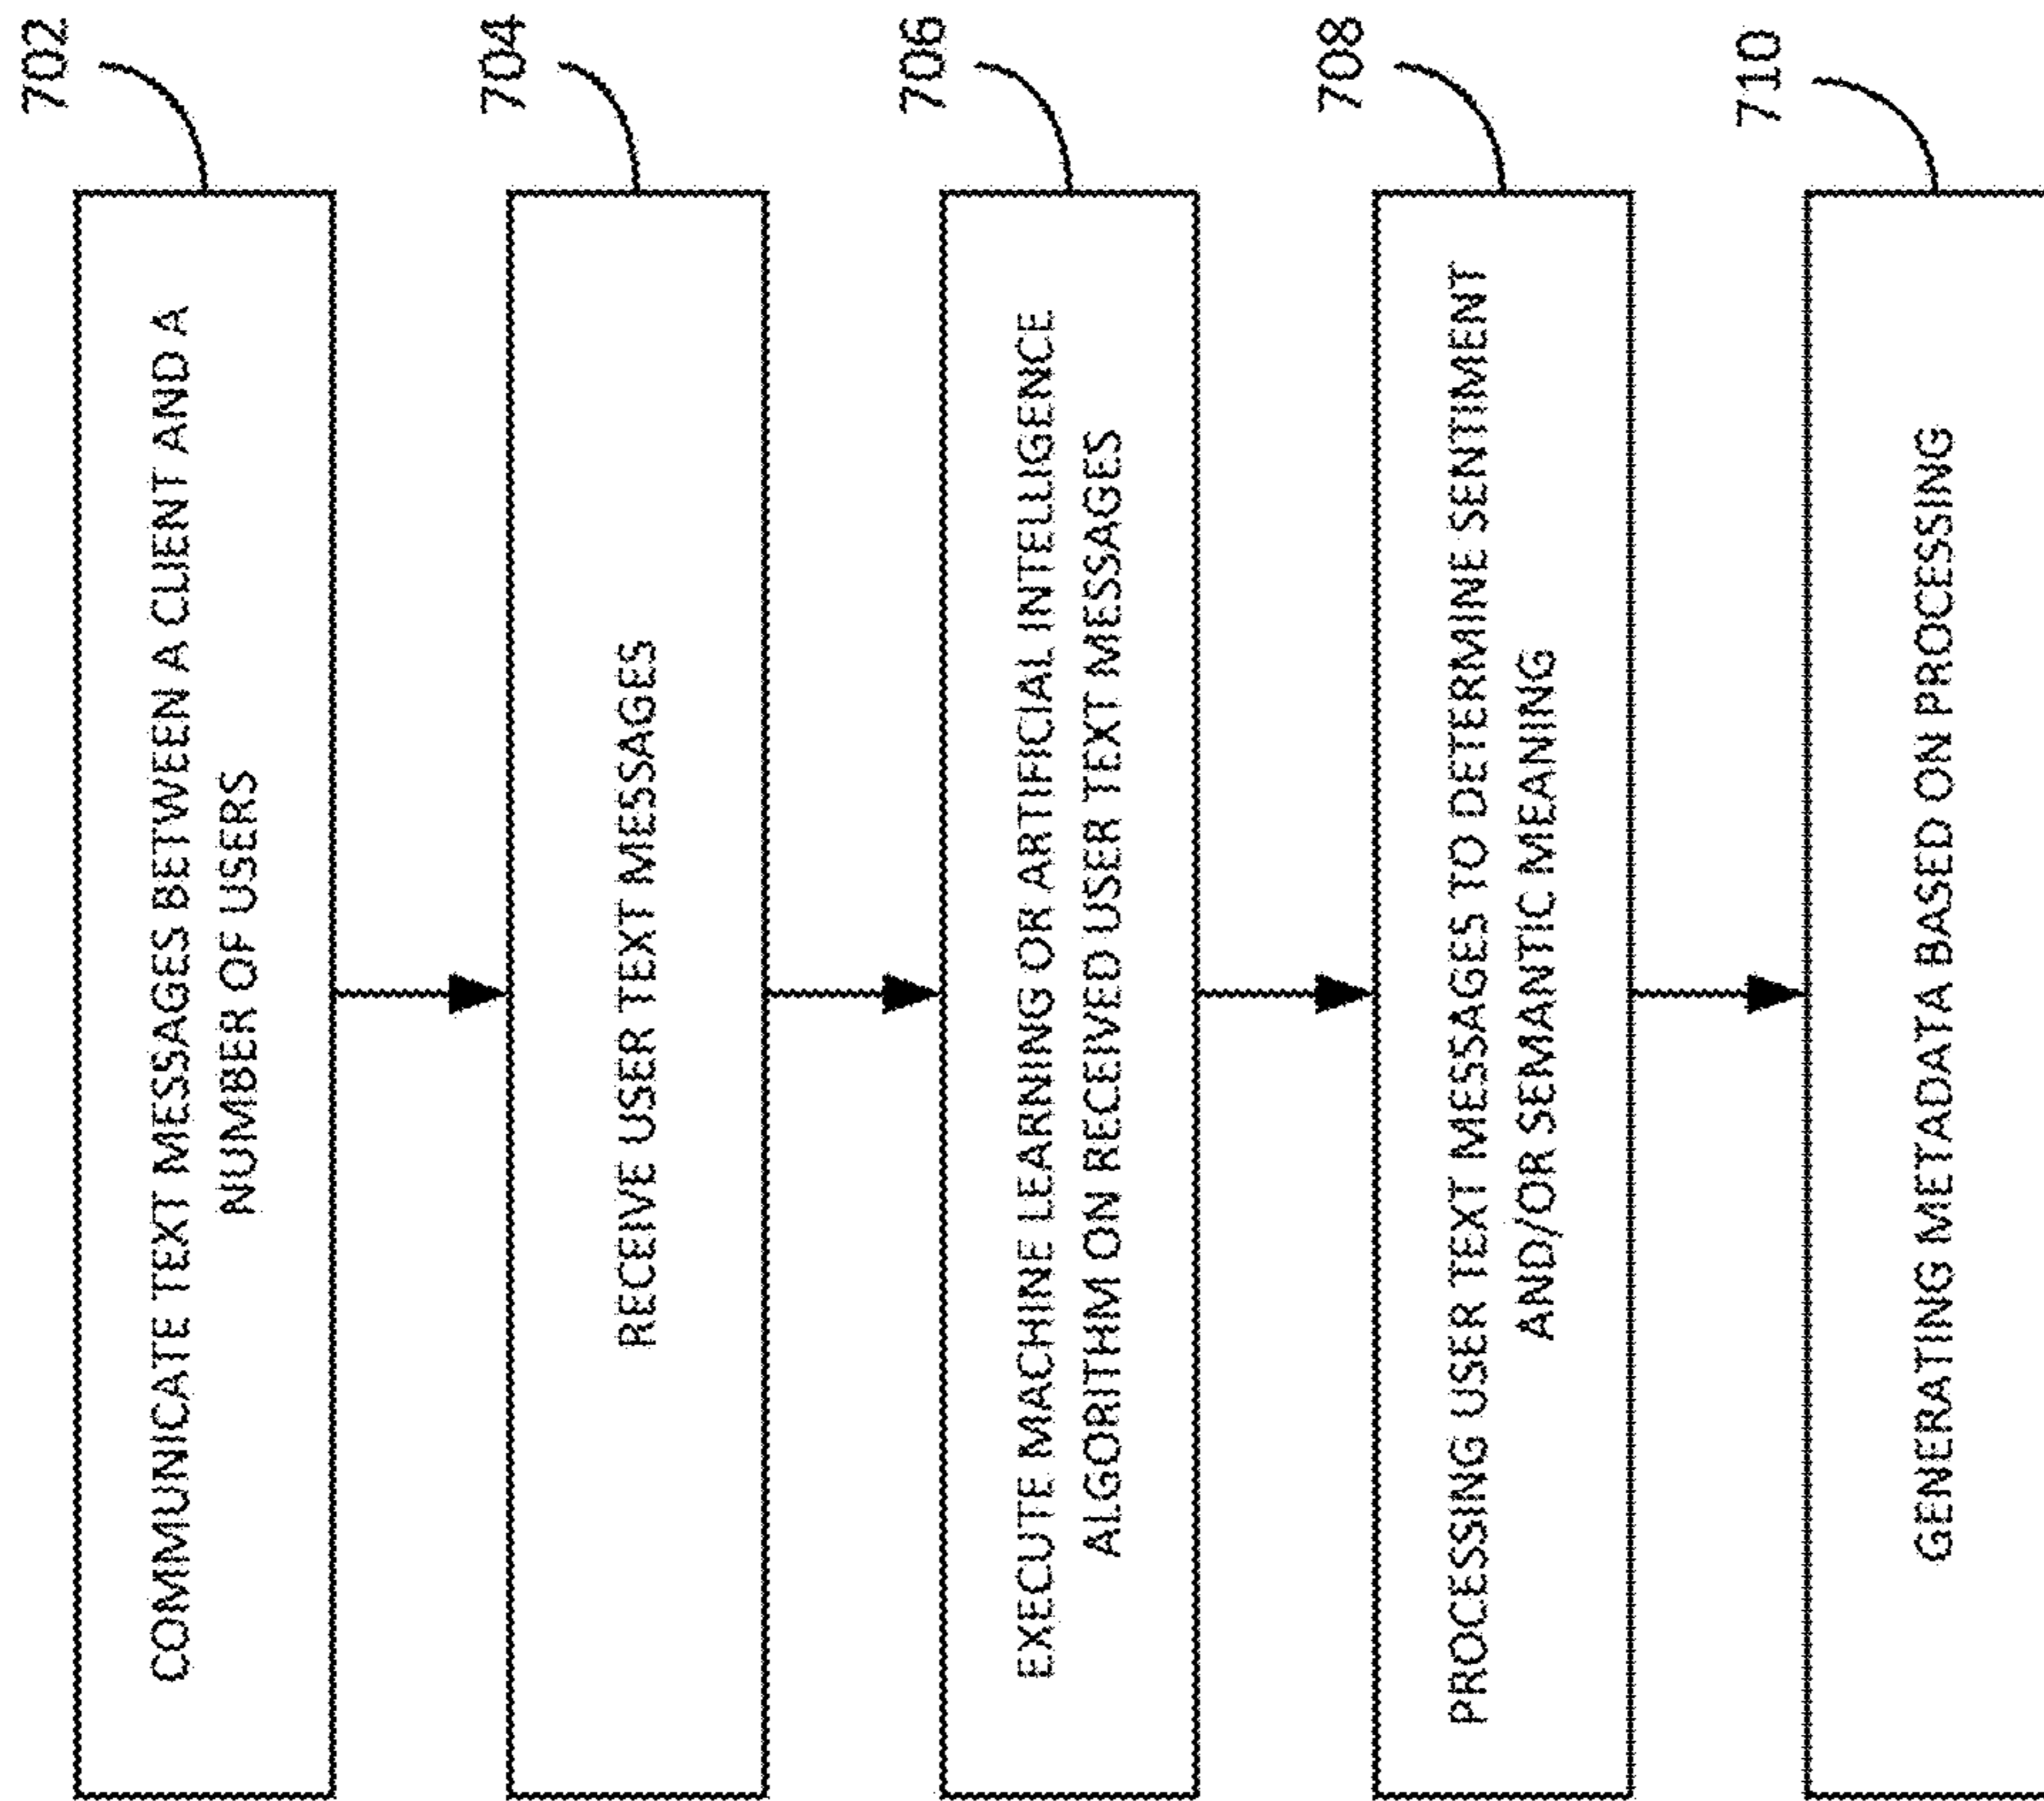 702
COMMUNICATE TEXT MESSAGES BETWEEN A CLIENT AND A
NUMBER OF USERS
704
RECEIVE USER TEXT MESSAGES
706
EXECUTE MACHINE LEARNING OR ARTIFICIAL INTELLIGENCE
ALGORITHM ON RECEIVED USER TEXT MESSAGES
708
PROCESSING USER TEXT MESSAGES TO DETERMINE SENTIMENT
AND/OR SEMANTIC MEANING
710
GENERATING METADATA BASED ON PROCESSING